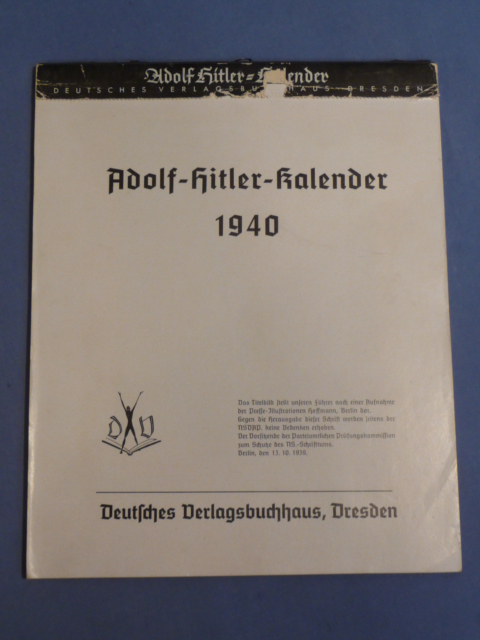 Adolf Hitler=Kalender
DEUTSCHES VERLAGSBUCHHAUS DRESDEN
Adolf-Hitler-Kalender
1940
D V
Das Titelbild stellt unseren Führer nach einer Aufnahme
der Presse-Illustrationen Hoffmann, Berlin dar.
Gegen die Herausgabe dieser Schrift werden seitens der
NSDAP. keine Bedenken erhoben.
Der Vorsitzende der Parteiamtlichen Prüfungskommission
zum Schutze des NS.-Schrifttums.
Berlin, den 13. 10. 1938.
Deutsches Verlagsbuchhaus, Dresden